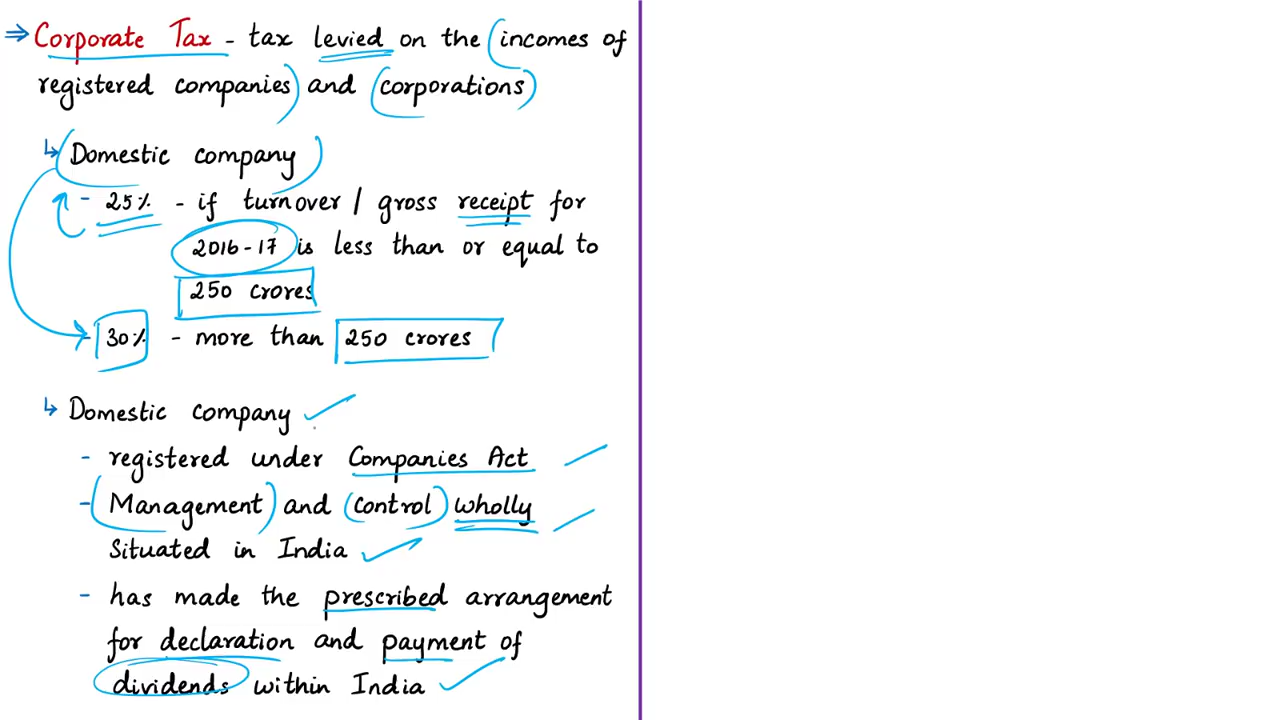 ⇒ Corporate Tax - tax levied on the incomes of
registered companies and corporations
↳ Domestic company
- 25% - if turnover / gross receipt for
2016-17 is less than or equal to
250 crores
- 30% - more than 250 crores
↳ Domestic company
- registered under Companies Act
- Management and control wholly
Situated in India
- has made the prescribed arrangement
for declaration and payment of
dividends within India